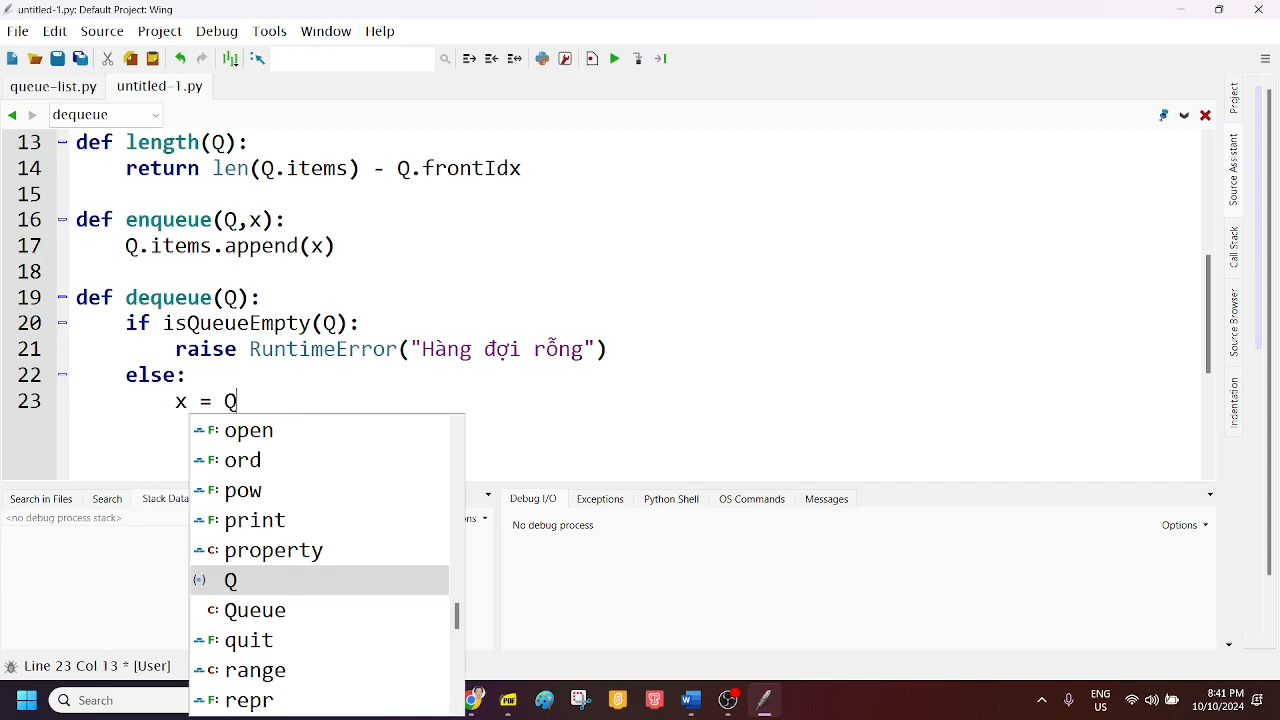 untitled-1.py: Default Project: Wing
File Edit Source Project Debug Tools Window Help
queue-list.py untitled-1.py
dequeue
13 def length(Q):
14 return len(Q.items) - Q.frontIdx
15
16 def enqueue(Q,x):
17 Q.items.append(x)
18
19 def dequeue(Q):
20 if isQueueEmpty(Q):
21 raise RuntimeError("Hàng đợi rỗng")
22 else:
23 x = Q
F: open
F: ord
F: pow
F: print
C: property
(=) Q
C: Queue
F: quit
C: range
F: repr
Project
Source Assistant
Call Stack
Source Browser
Indentation
Search in Files Search Stack Data
<no debug process stack>
Debug I/O Exceptions Python Shell OS Commands Messages
No debug process Options
Line 23 Col 13 * [User]
Search
PDF
ENG
US
8:41 PM
10/10/2024